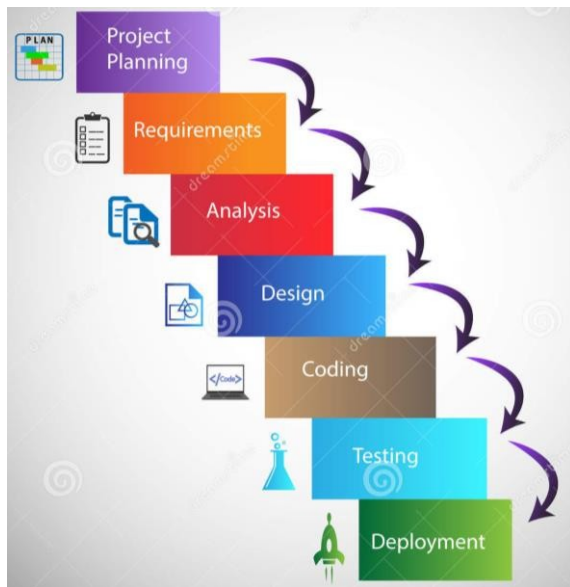 PLAN
Project
Planning
Requirements
Analysis
Design
</Code>
Coding
Testing
Deployment